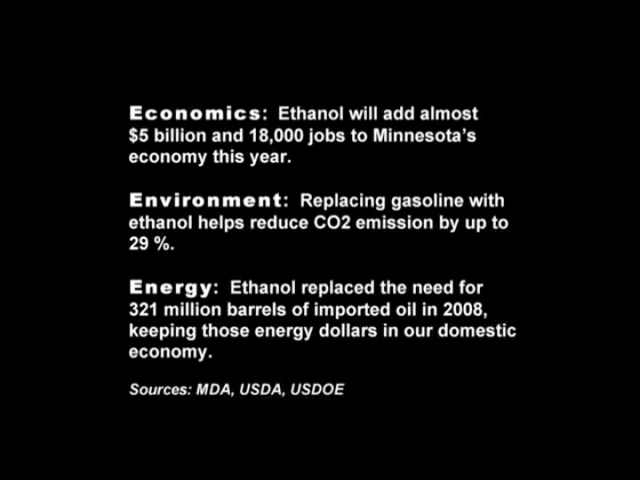 Economics: Ethanol will add almost
$5 billion and 18,000 jobs to Minnesota's
economy this year.
Environment: Replacing gasoline with
ethanol helps reduce CO2 emission by up to
29 %.
Energy: Ethanol replaced the need for
321 million barrels of imported oil in 2008,
keeping those energy dollars in our domestic
economy.
Sources: MDA, USDA, USDOE